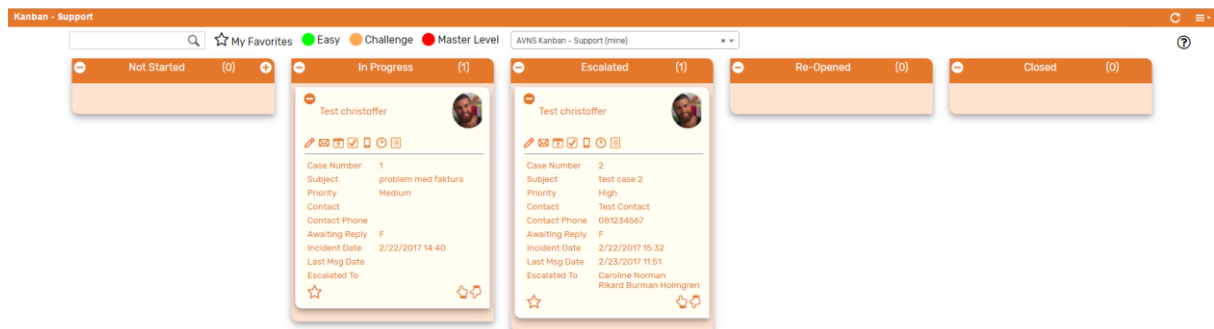 Kanban - Support
My Favorites Easy Challenge Master Level AVNS Kanban - Support (mine)
Not Started (0)
In Progress (1)
Escalated (1)
Re-Opened (0)
Closed (0)
Test christoffer
Case Number 1
Subject problem med faktura
Priority Medium
Contact
Contact Phone
Awaiting Reply F
Incident Date 2/22/2017 14:40
Last Msg Date
Escalated To
Test christoffer
Case Number 2
Subject test case 2
Priority High
Contact Test Contact
Contact Phone 081234567
Awaiting Reply F
Incident Date 2/22/2017 15:32
Last Msg Date 2/23/2017 11:51
Escalated To Caroline Norman
Rikard Burman Holmgren